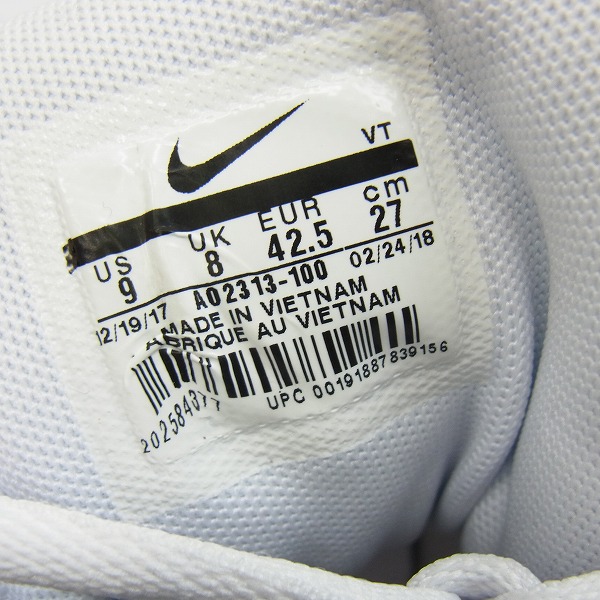 VT
US UK EUR cm
9 8 42.5 27
12/19/17 AO2313-100 02/24/18
MADE IN VIETNAM
FABRIQUE AU VIETNAM
UPC 00191887839156